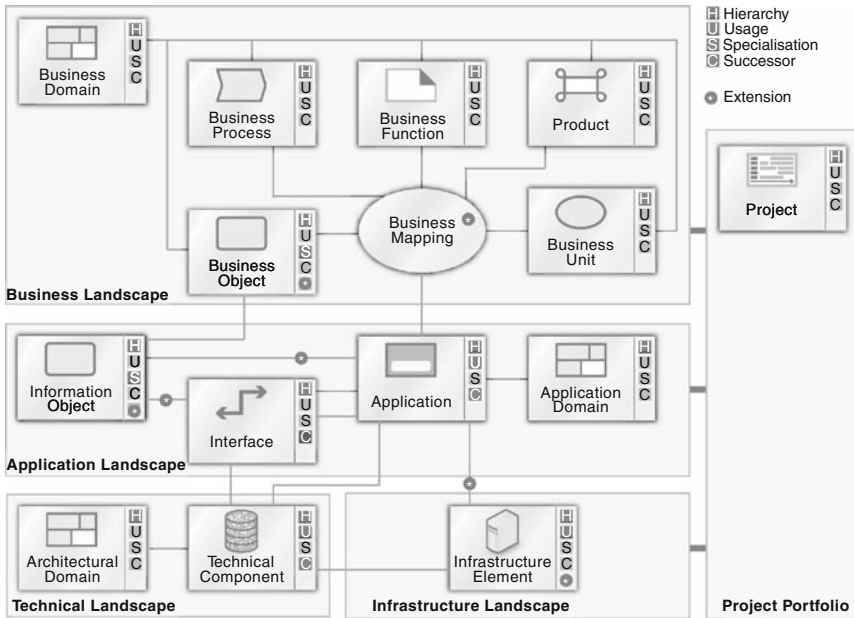 Hierarchy
Usage
Specialisation
Successor
Extension
H
U
S
C
Business
Domain
H
U
S
C
Business
Process
H
U
S
C
Business
Function
H
U
S
C
Product
H
U
S
C
Project
H
U
S
C
Business
Object
H
U
S
C
Business
Mapping
Business
Unit
H
U
S
C
Business Landscape
Information
Object
H
U
S
C
Interface
H
U
S
C
Application
H
U
S
C
Application
Domain
H
U
S
C
Application Landscape
Architectural
Domain
H
U
S
C
Technical
Component
H
U
S
C
Infrastructure
Element
H
U
S
C
Technical Landscape
Infrastructure Landscape
Project Portfolio